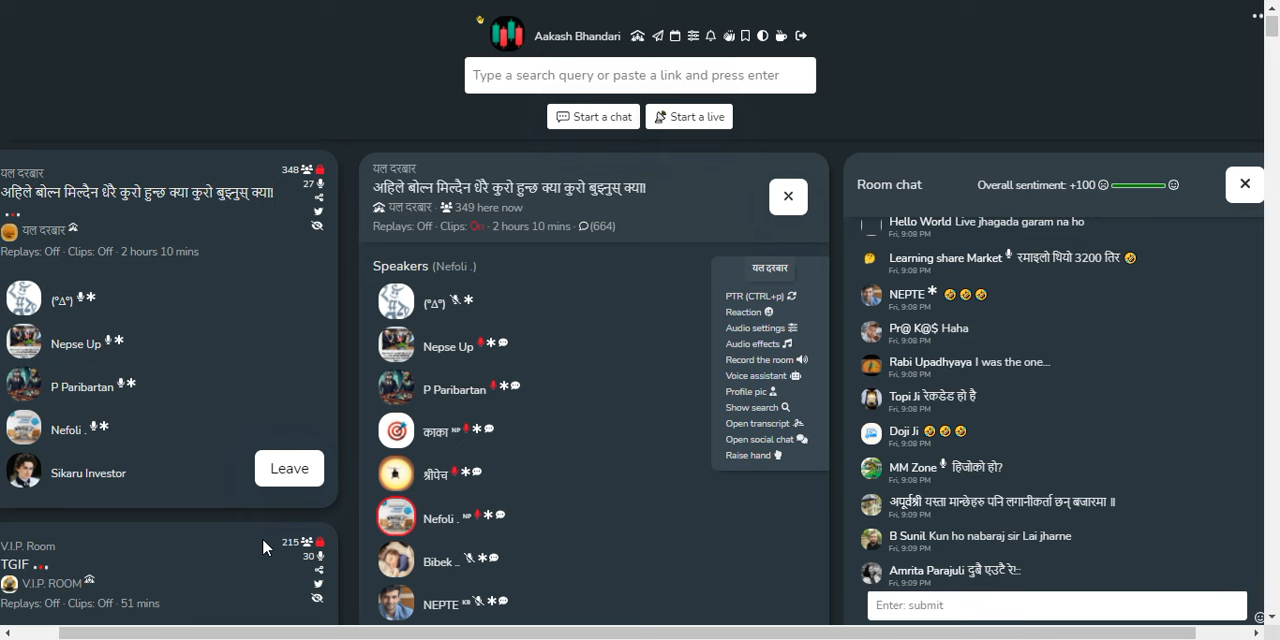 Aakash Bhandari
Type a search query or paste a link and press enter
Start a chat
Start a live
यल दरबार
348
27
अहिले बोल्न मिल्दैन धेरै कुरो हुन्छ क्या कुरो बुझ्नुस् क्या॥
यल दरबार
Replays: Off · Clips: Off · 2 hours 10 mins
(°∆°)
Nepse Up
P Paribartan
Nefoli .
Sikaru Investor
Leave
V.I.P. Room
215
30
TGIF
V.I.P. ROOM
Replays: Off · Clips: Off · 51 mins
यल दरबार
अहिले बोल्न मिल्दैन धेरै कुरो हुन्छ क्या कुरो बुझ्नुस् क्या॥
यल दरबार · 349 here now
Replays: Off · Clips: On · 2 hours 10 mins · (664)
Speakers (Nefoli .)
(°∆°)
Nepse Up
P Paribartan
काका NP
श्रीपेच
Nefoli . NP
Bibek ..
NEPTE KB
यल दरबार
PTR (CTRL+p)
Reaction
Audio settings
Audio effects
Record the room
Voice assistant
Profile pic
Show search
Open transcript
Open social chat
Raise hand
Room chat
Overall sentiment: +100
Hello World Live jhagada garam na ho
Fri, 9:08 PM
Learning share Market रमाइलो थियो 3200 तिर
Fri, 9:08 PM
NEPTE
Fri, 9:08 PM
Pr@ K@$ Haha
Fri, 9:08 PM
Rabi Upadhyaya I was the one...
Fri, 9:08 PM
Topi Ji रेकडेड हो है
Fri, 9:08 PM
Doji Ji
Fri, 9:08 PM
MM Zone हिजोको हो?
Fri, 9:08 PM
अपूर्वश्री यस्ता मान्छेहरु पनि लगानीकर्ता छन् बजारमा ॥
Fri, 9:09 PM
B Sunil Kun ho nabaraj sir Lai jharne
Fri, 9:09 PM
Amrita Parajuli दुबै एउटै रे!::
Fri, 9:09 PM
Enter: submit